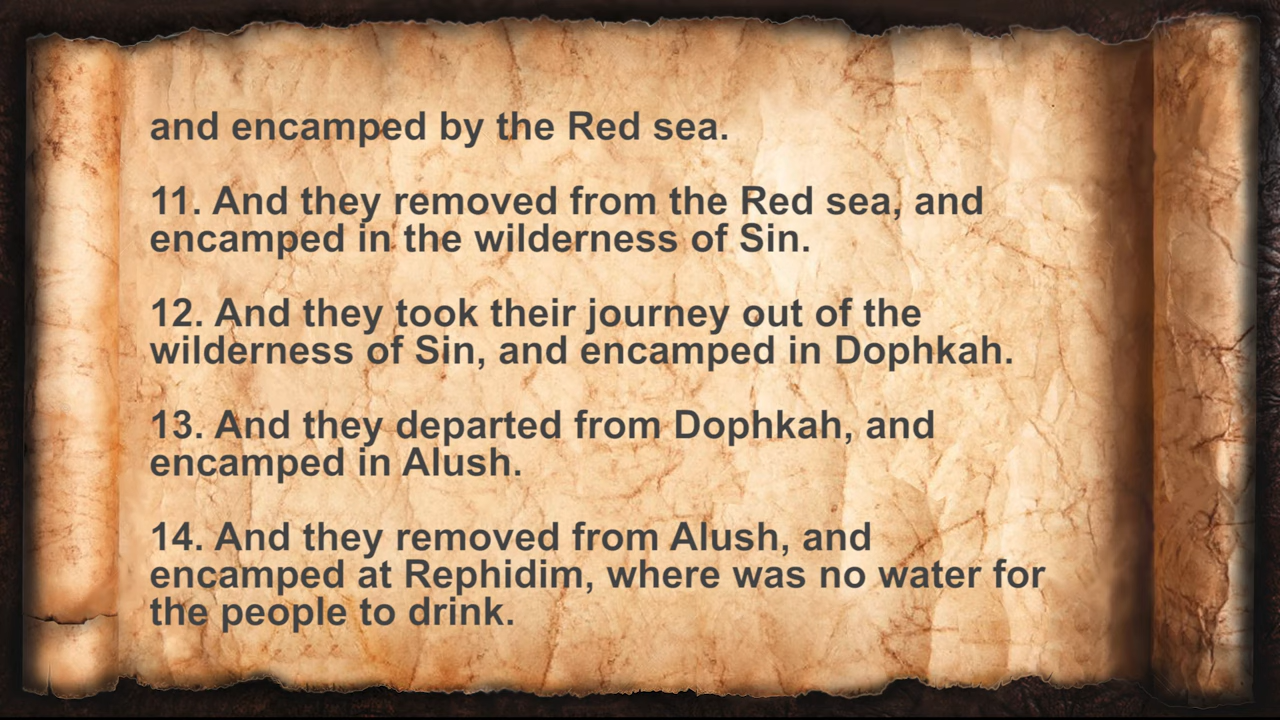 and encamped by the Red sea.
11. And they removed from the Red sea, and
encamped in the wilderness of Sin.
12. And they took their journey out of the
wilderness of Sin, and encamped in Dophkah.
13. And they departed from Dophkah, and
encamped in Alush.
14. And they removed from Alush, and
encamped at Rephidim, where was no water for
the people to drink.